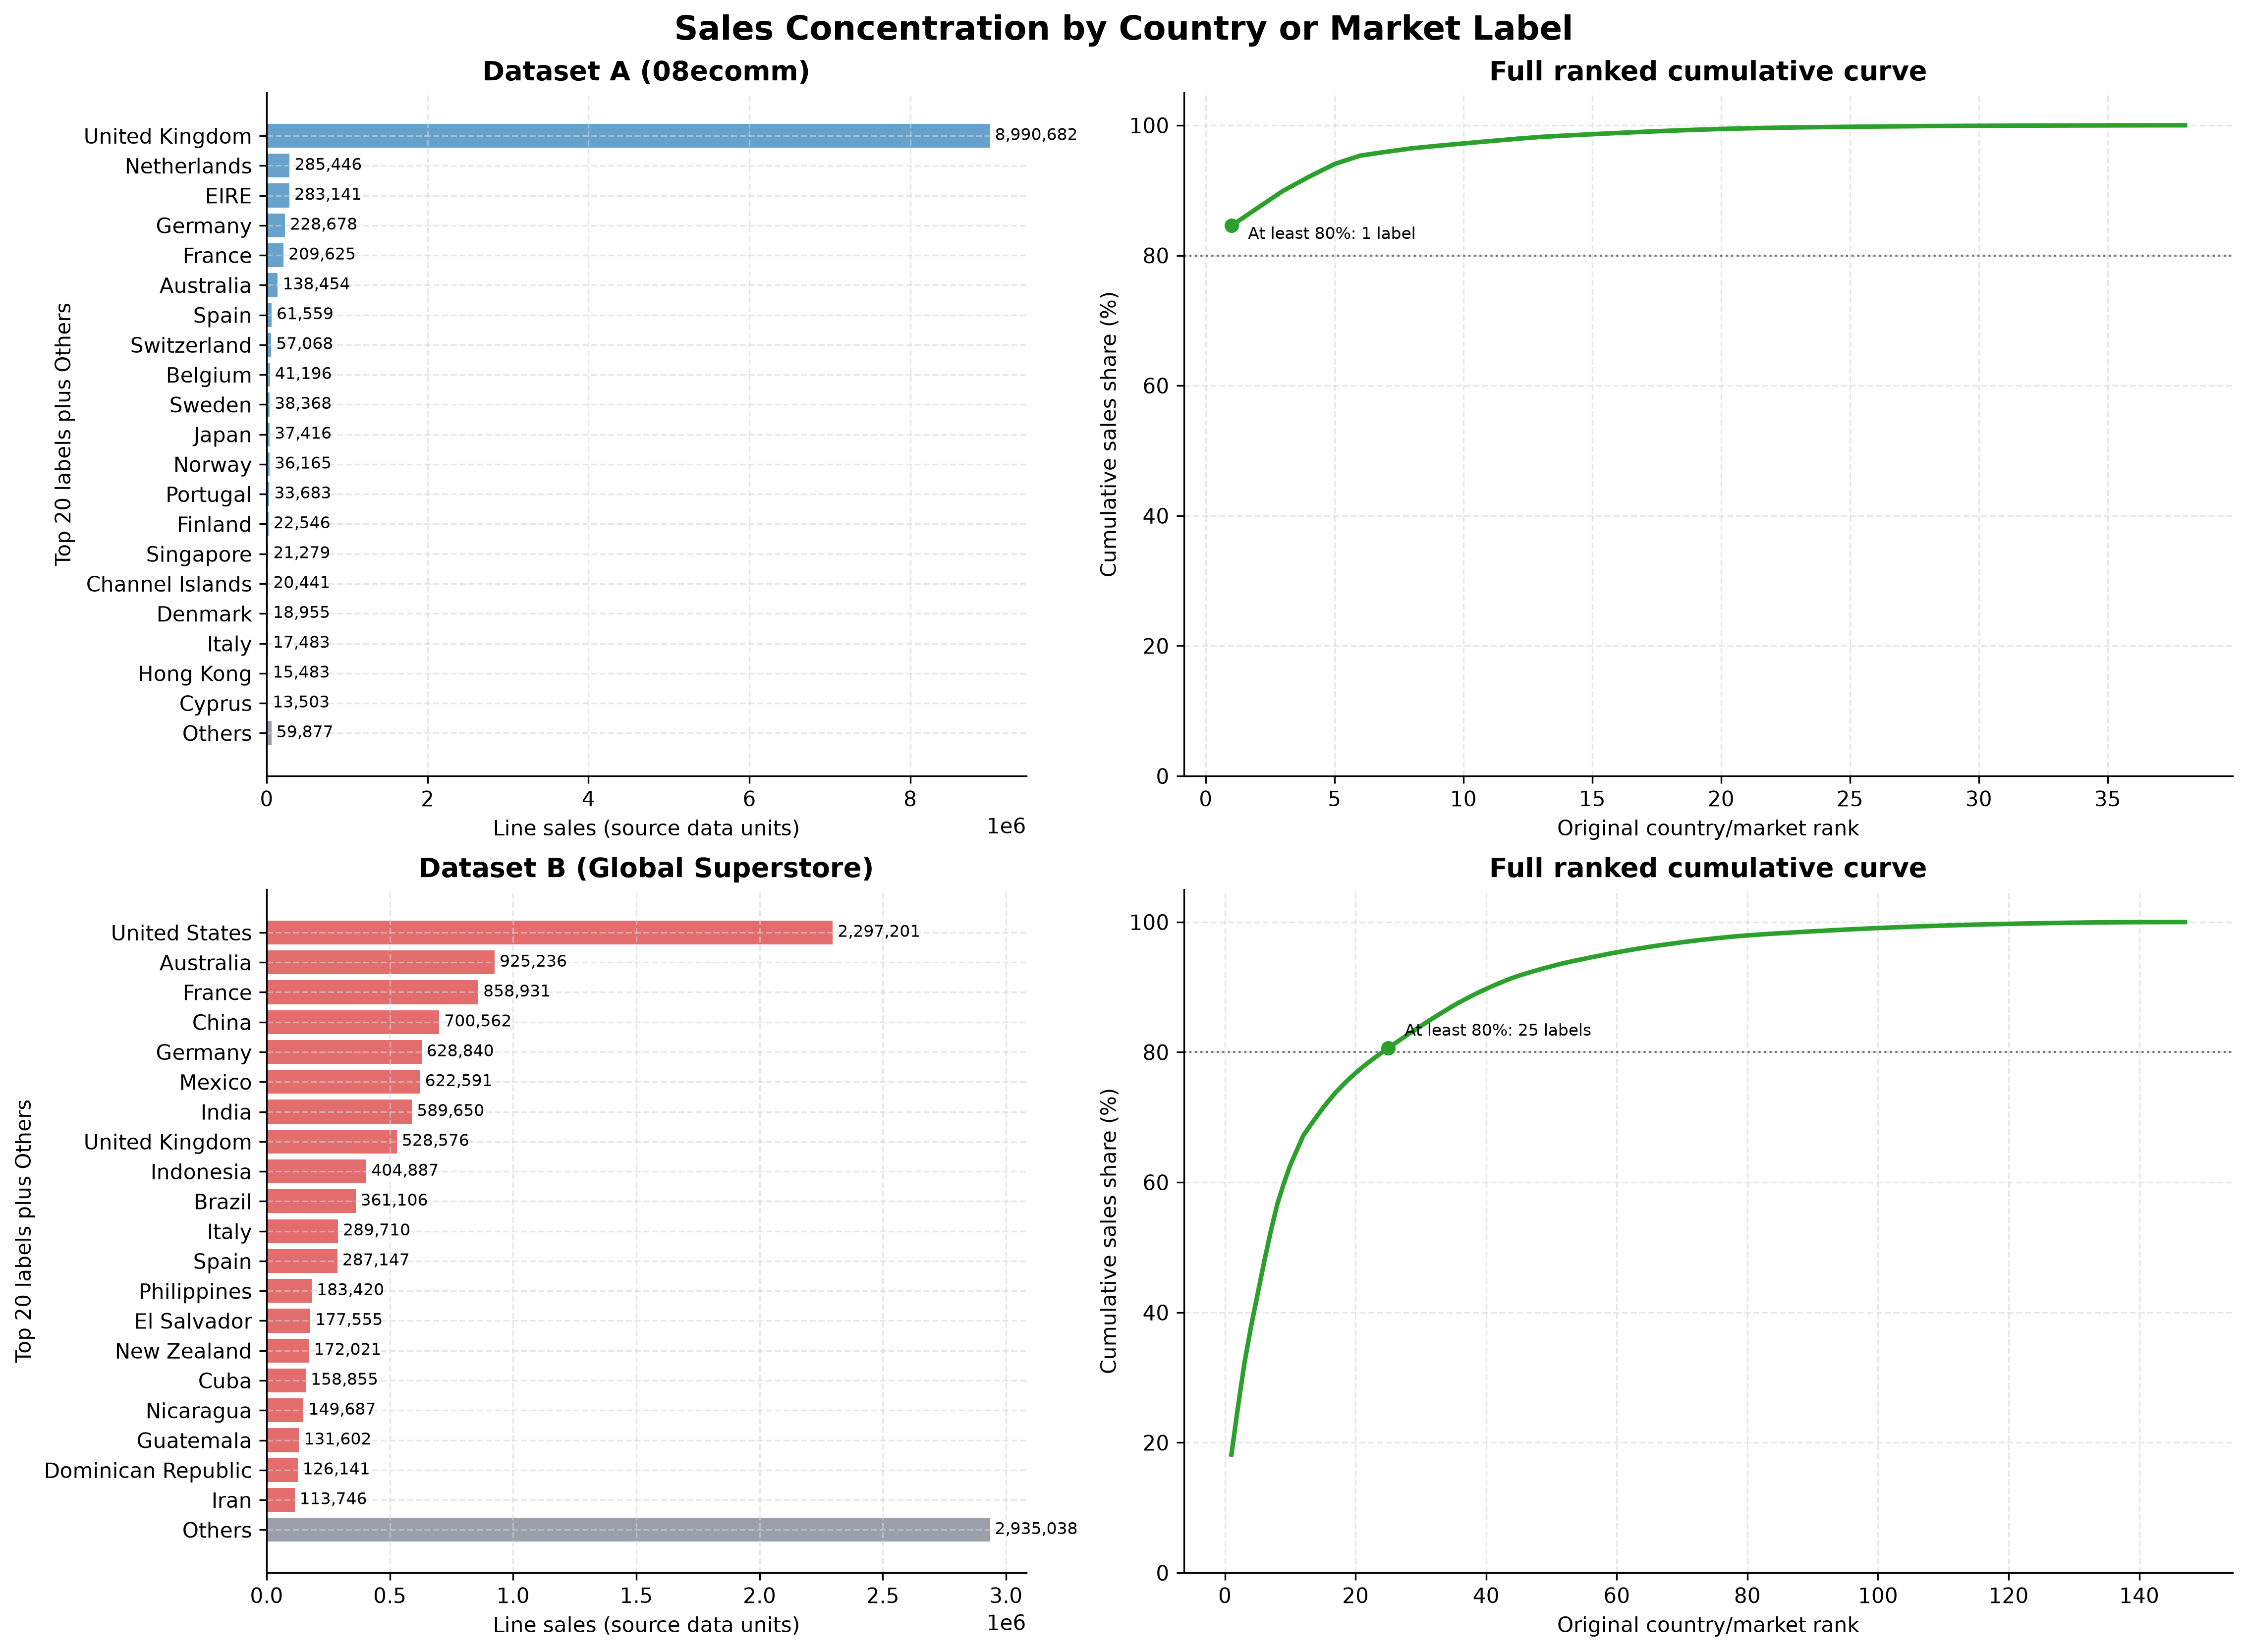 Sales Concentration by Country or Market Label
Dataset A (08ecomm)
Top 20 labels plus Others
United Kingdom 8,990,682
Netherlands 285,446
EIRE 283,141
Germany 228,678
France 209,625
Australia 138,454
Spain 61,559
Switzerland 57,068
Belgium 41,196
Sweden 38,368
Japan 37,416
Norway 36,165
Portugal 33,683
Finland 22,546
Singapore 21,279
Channel Islands 20,441
Denmark 18,955
Italy 17,483
Hong Kong 15,483
Cyprus 13,503
Others 59,877
0 2 4 6 8
1e6
Line sales (source data units)
Full ranked cumulative curve
Cumulative sales share (%)
100
80
60
40
20
0
At least 80%: 1 label
0 5 10 15 20 25 30 35
Original country/market rank
Dataset B (Global Superstore)
Top 20 labels plus Others
United States 2,297,201
Australia 925,236
France 858,931
China 700,562
Germany 628,840
Mexico 622,591
India 589,650
United Kingdom 528,576
Indonesia 404,887
Brazil 361,106
Italy 289,710
Spain 287,147
Philippines 183,420
El Salvador 177,555
New Zealand 172,021
Cuba 158,855
Nicaragua 149,687
Guatemala 131,602
Dominican Republic 126,141
Iran 113,746
Others 2,935,038
0.0 0.5 1.0 1.5 2.0 2.5 3.0
1e6
Line sales (source data units)
Full ranked cumulative curve
Cumulative sales share (%)
100
80
60
40
20
0
At least 80%: 25 labels
0 20 40 60 80 100 120 140
Original country/market rank